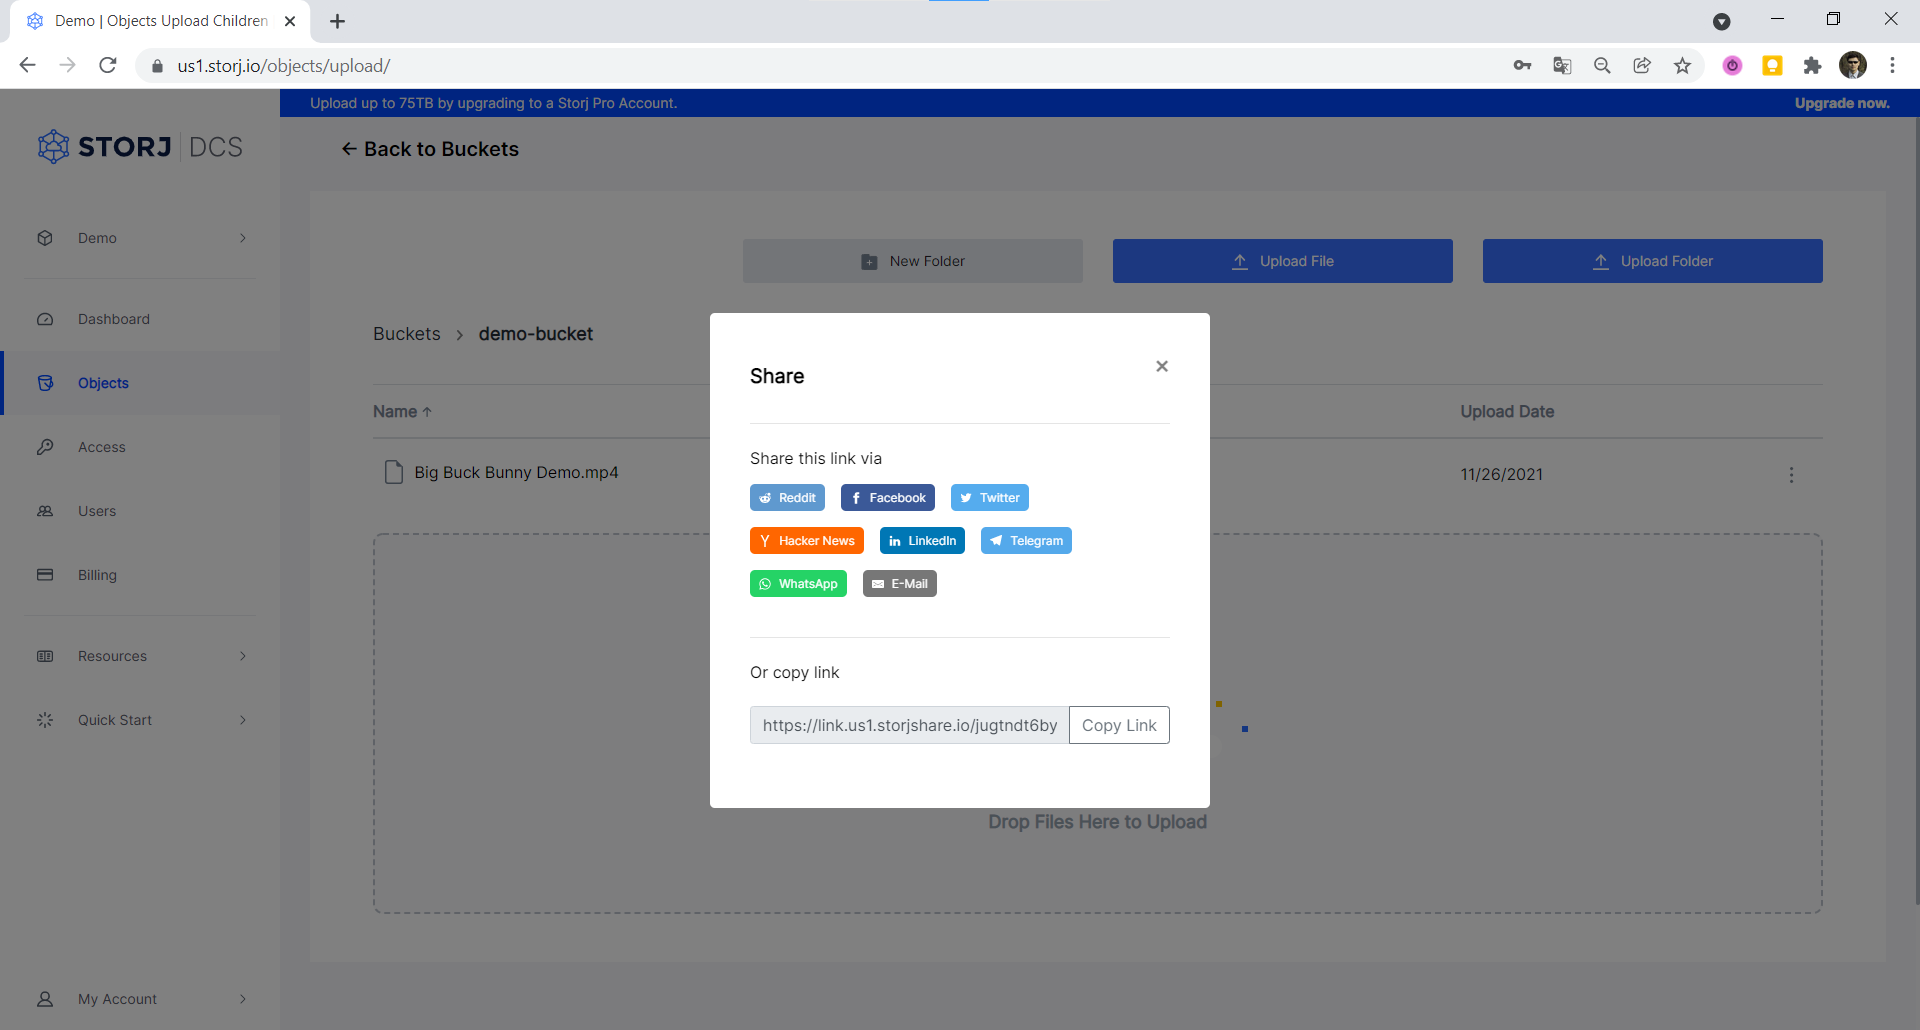 Demo | Objects Upload Children
us1.storj.io/objects/upload/
Upload up to 75TB by upgrading to a Storj Pro Account.
Upgrade now.
STORJ DCS
← Back to Buckets
Demo
New Folder
Upload File
Upload Folder
Dashboard
Buckets > demo-bucket
Objects
Name ↑
Upload Date
Access
Big Buck Bunny Demo.mp4
11/26/2021
Users
Billing
Resources
Quick Start
My Account
Share
Share this link via
Reddit
Facebook
Twitter
Hacker News
LinkedIn
Telegram
WhatsApp
E-Mail
Or copy link
https://link.us1.storjshare.io/jugtndt6by
Copy Link
Drop Files Here to Upload